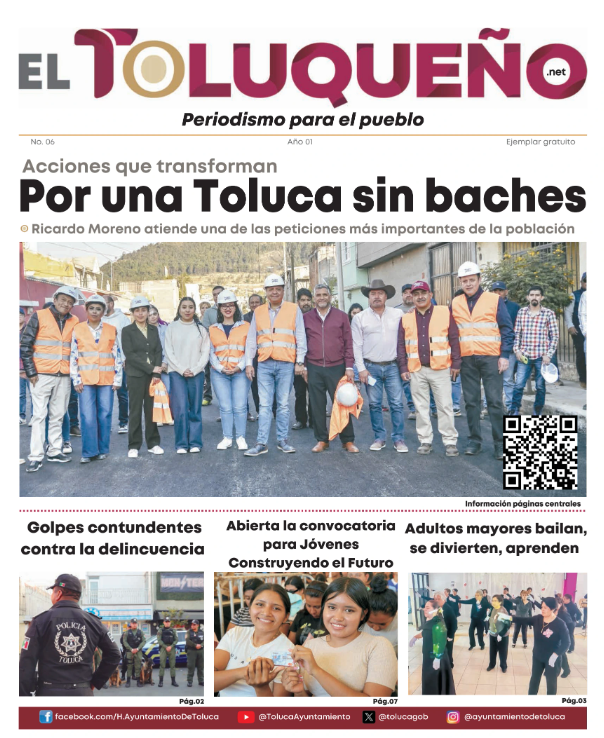 EL TOLUQUEÑO
.net
Periodismo para el pueblo
No. 06
Año 01
Ejemplar gratuito
Acciones que transforman
Por una Toluca sin baches
Ricardo Moreno atiende una de las peticiones más importantes de la población
Información páginas centrales
Golpes contundentes
contra la delincuencia
Abierta la convocatoria
para Jóvenes
Construyendo el Futuro
Adultos mayores bailan,
se divierten, aprenden
POLICÍA
TOLUCA
Pág.02
Pág.07
Pág.03
facebook.com/H.AyuntamientoDeToluca
@TolucaAyuntamiento
@tolucagob
@ayuntamientodetoluca